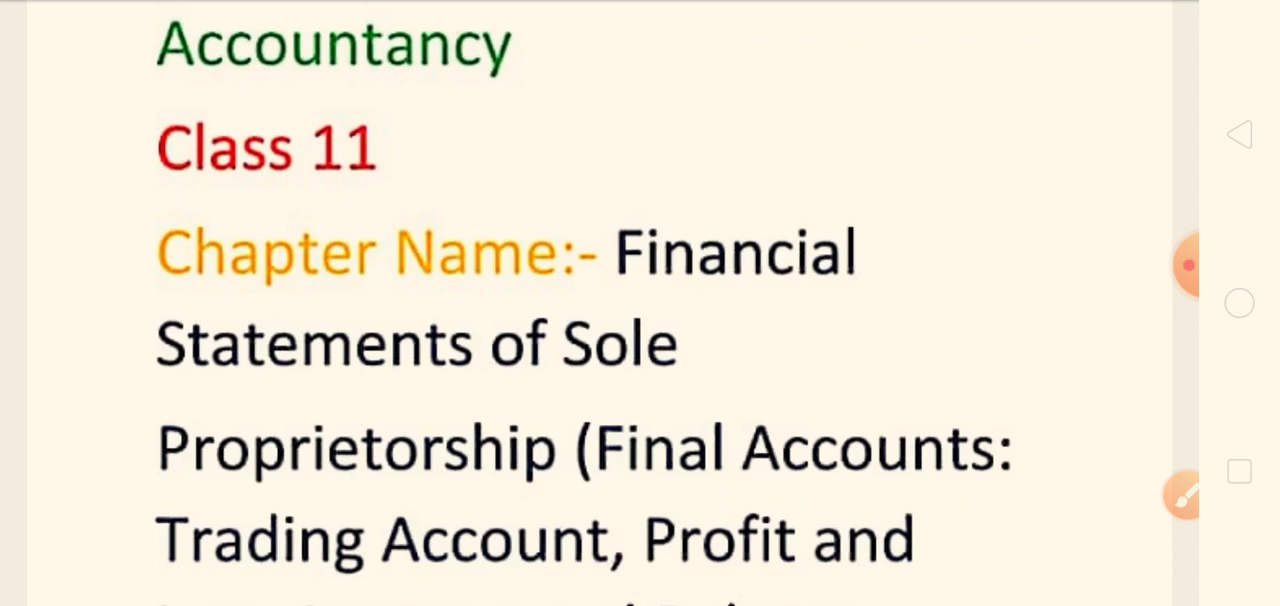 Accountancy
Class 11
Chapter Name:- Financial
Statements of Sole
Proprietorship (Final Accounts:
Trading Account, Profit and